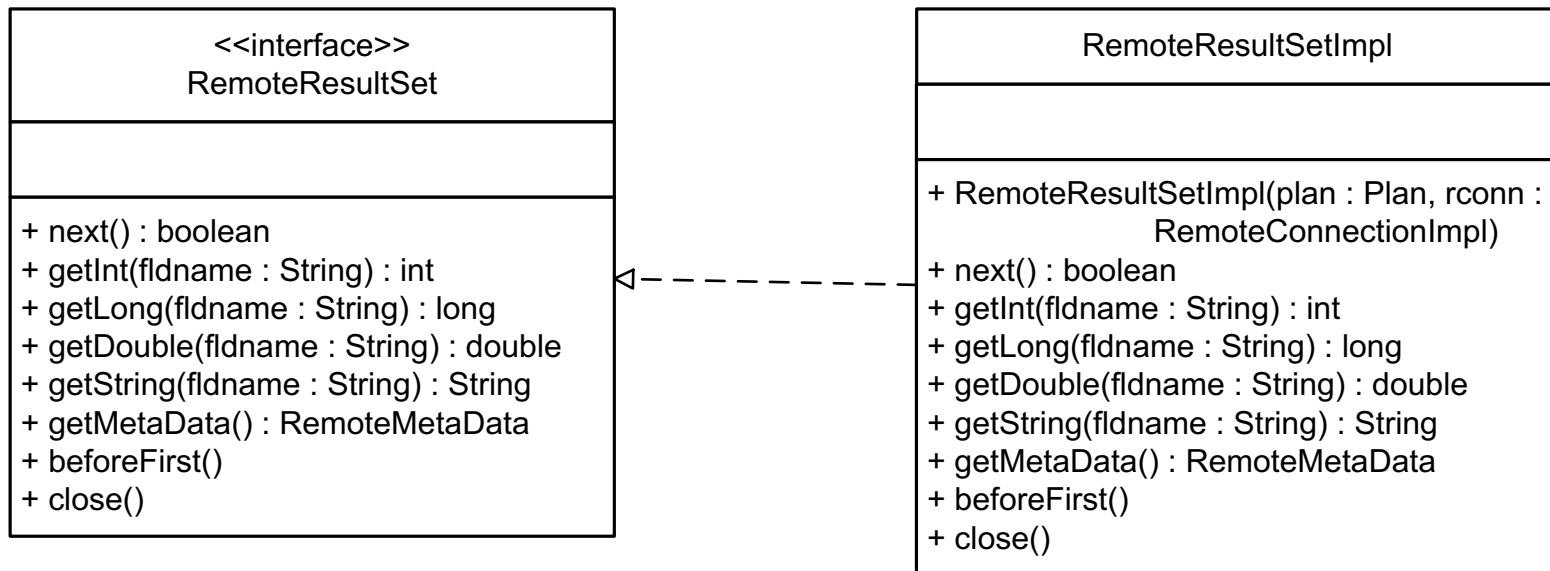 <<interface>>
RemoteResultSet
+ next() : boolean
+ getInt(fldname : String) : int
+ getLong(fldname : String) : long
+ getDouble(fldname : String) : double
+ getString(fldname : String) : String
+ getMetaData() : RemoteMetaData
+ beforeFirst()
+ close()
RemoteResultSetImpl
+ RemoteResultSetImpl(plan : Plan, rconn :
RemoteConnectionImpl)
+ next() : boolean
+ getInt(fldname : String) : int
+ getLong(fldname : String) : long
+ getDouble(fldname : String) : double
+ getString(fldname : String) : String
+ getMetaData() : RemoteMetaData
+ beforeFirst()
+ close()